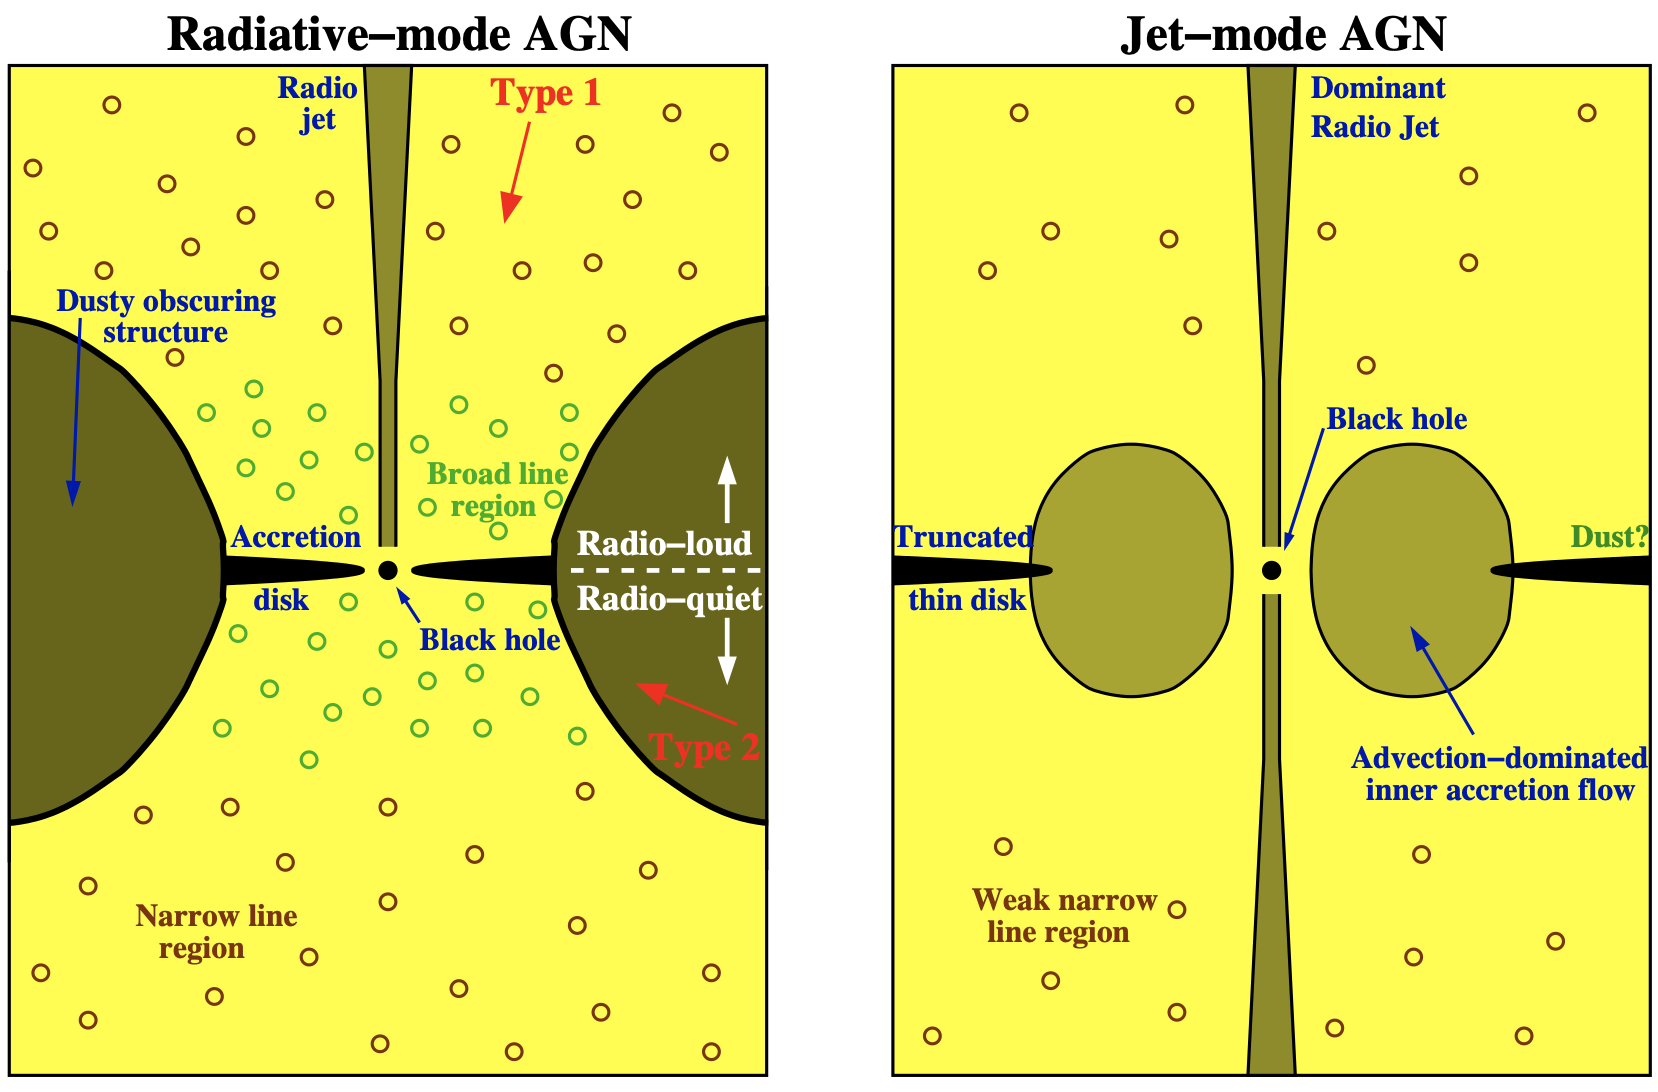 Radiative–mode AGN
Radio
jet
Type 1
Dusty obscuring
structure
Broad line
region
Accretion
disk
Radio–loud
Radio–quiet
Black hole
Type 2
Narrow line
region
Jet–mode AGN
Dominant
Radio Jet
Black hole
Truncated
thin disk
Dust?
Advection–dominated
inner accretion flow
Weak narrow
line region